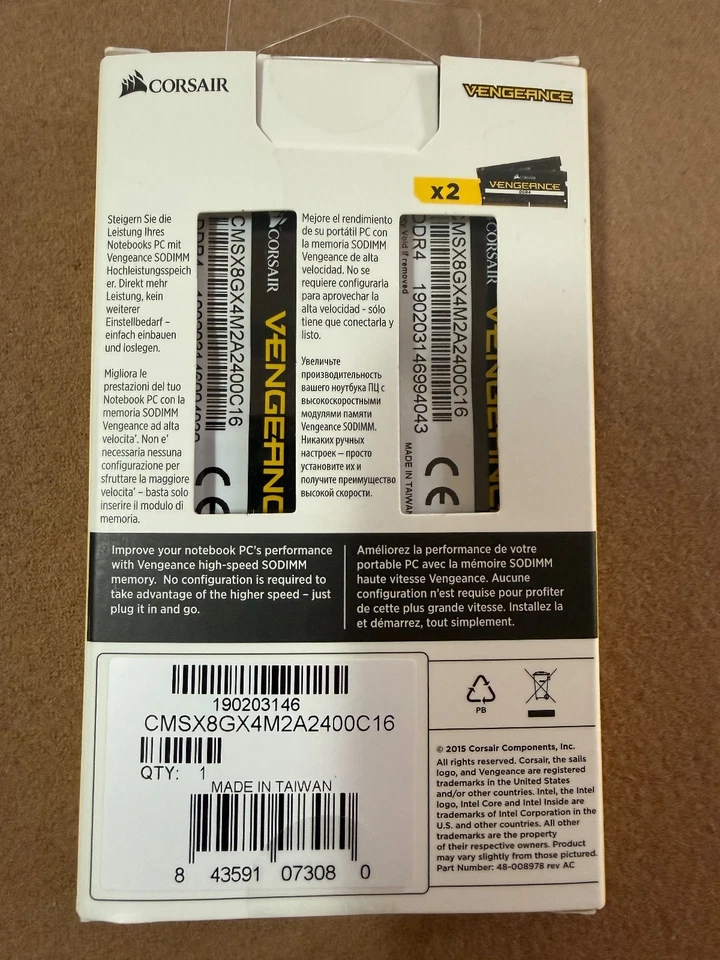 CORSAIR
VENGEANCE
x2
VENGEANCE
DDR4
Steigern Sie die
Leistung Ihres
Notebooks PC mit
Vengeance SODIMM
Hochleistungsspeich
er. Direkt mehr
Leistung, kein
weiterer
Einstellbedarf –
einfach einbauen
und loslegen.
Migliora le
prestazioni del tuo
Notebook PC con la
memoria SODIMM
Vengeance ad alta
velocita'. Non e'
necessaria nessuna
configurazione per
sfruttare la maggiore
velocita' – basta solo
inserire il modulo di
memoria.
CMSX8GX4M2A2400C16
DDR4
CORSAIR
VENGEANC
CE
Mejore el rendimiento
de su portátil PC con
la memoria SODIMM
Vengeance de alta
velocidad. No se
requiere configuraria
para aprovechar la
alta velocidad – sólo
tiene que conectarla y
listo.
Увеличьте
производительность
вашего ноутбука ПЦ с
высокоскоростными
модулями памяти
Vengeance SODIMM.
Никаких ручных
настроек – просто
установите их и
получите преимущество
высокой скорости.
void if removed
DDR4 190203146994043
MADE IN TAIWAN
CMSX8GX4M2A2400C16
CE
CORSAIR
VENGEANC
Improve your notebook PC's performance
with Vengeance high-speed SODIMM
memory. No configuration is required to
take advantage of the higher speed – just
plug it in and go.
Améliorez la performance de votre
portable PC avec la mémoire SODIMM
haute vitesse Vengeance. Aucune
configuration n'est requise pour profiter
de cette plus grande vitesse. Installez la
et démarrez, tout simplement.
190203146
CMSX8GX4M2A2400C16
QTY: 1
MADE IN TAIWAN
8 43591 07308 0
PB
© 2015 Corsair Components, Inc.
All rights reserved. Corsair, the sails
logo, and Vengeance are registered
trademarks in the United States
and/or other countries. Intel, the Intel
logo, Intel Core and Intel Inside are
trademarks of Intel Corporation in the
U.S. and other countries. All other
trademarks are the property
of their respective owners. Product
may vary slightly from those pictured.
Part Number: 48-008978 rev AC